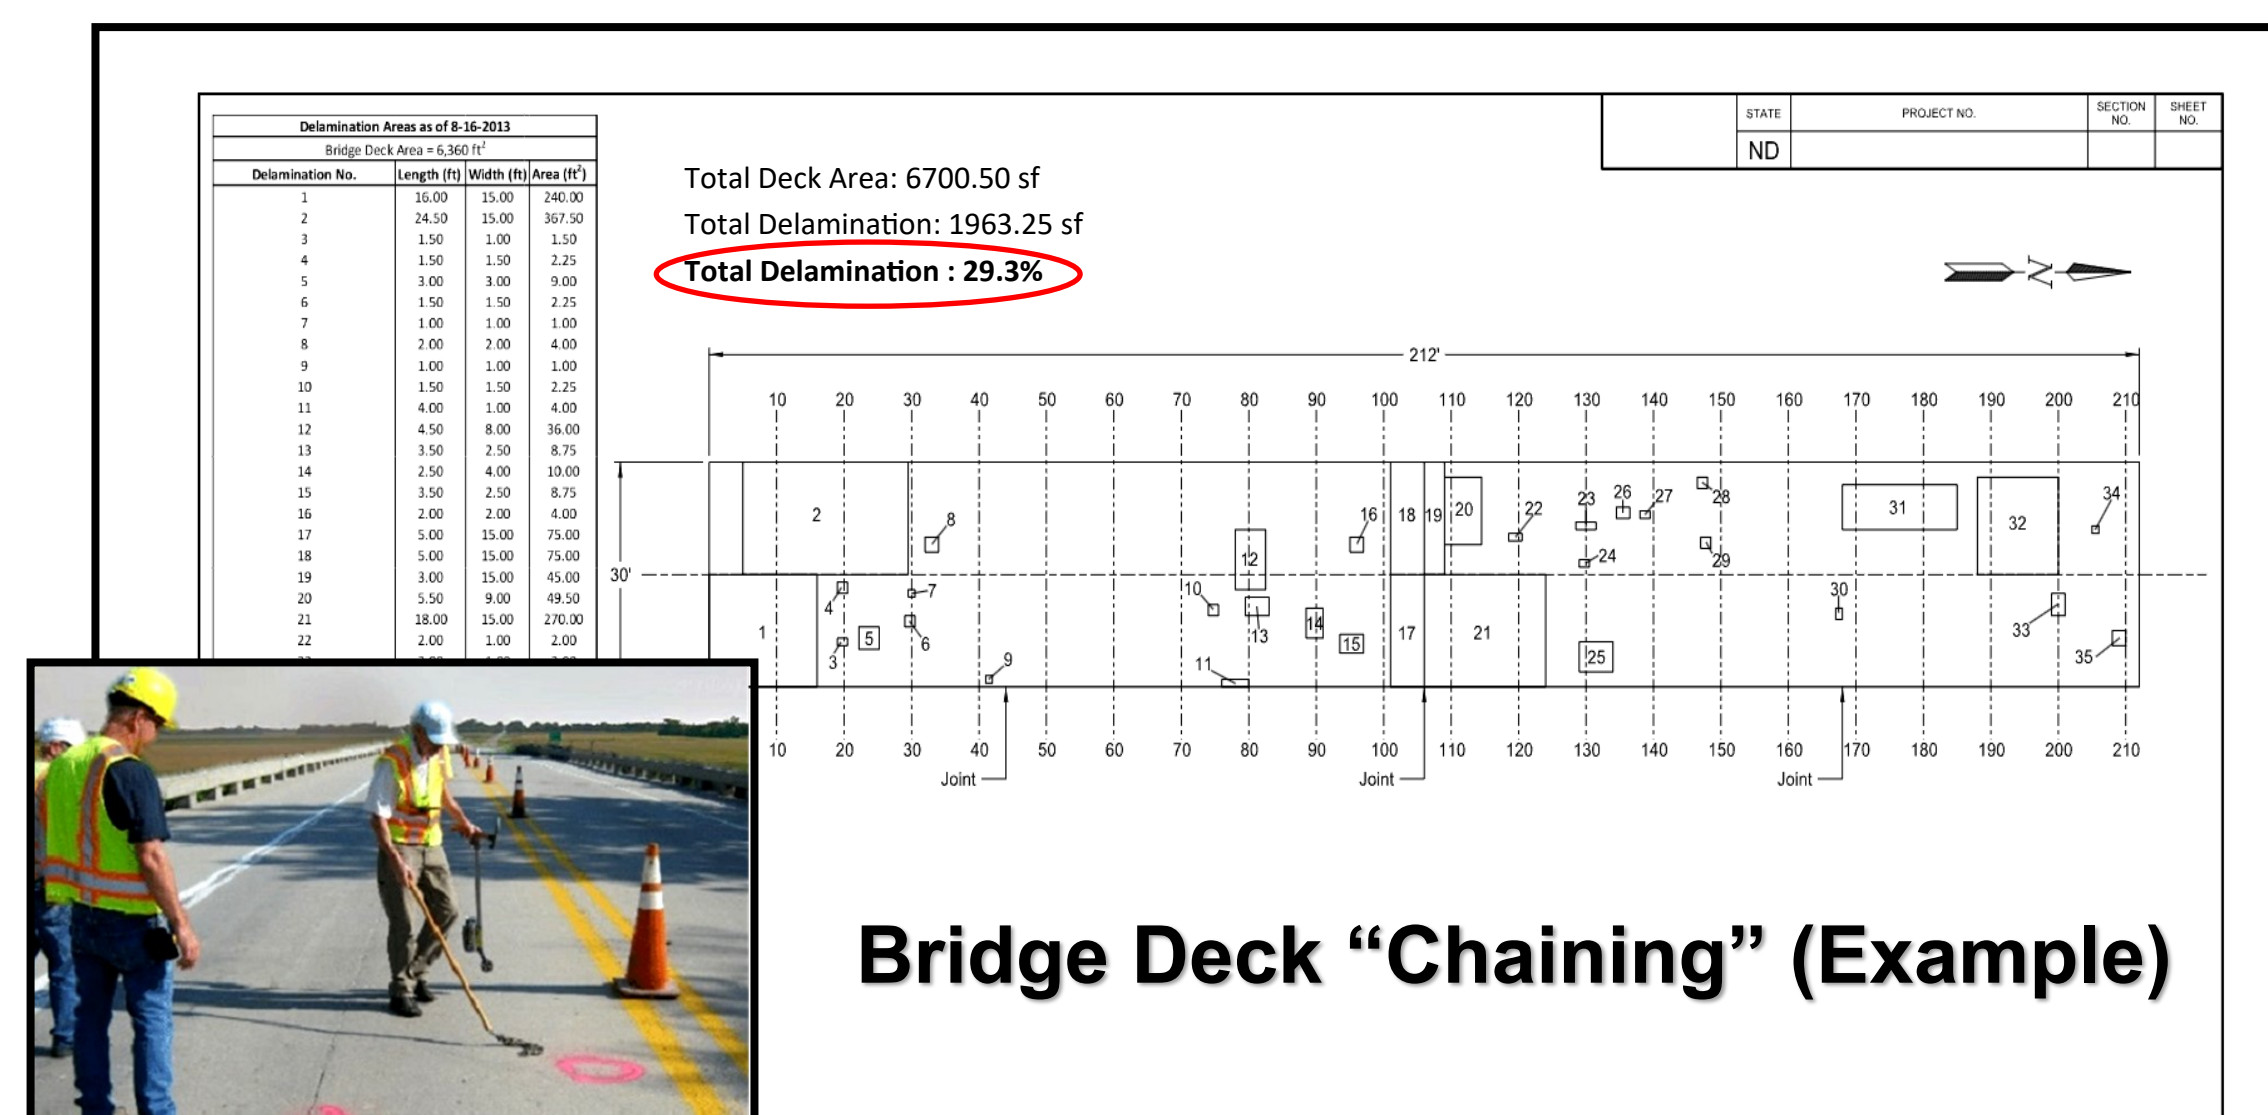 Delamination Areas as of 8-16-2013
Bridge Deck Area = 6,360 ft²
Delamination No. Length (ft) Width (ft) Area (ft²)
1 16.00 15.00 240.00
2 24.50 15.00 367.50
3 1.50 1.00 1.50
4 1.50 1.50 2.25
5 3.00 3.00 9.00
6 1.50 1.50 2.25
7 1.00 1.00 1.00
8 2.00 2.00 4.00
9 1.00 1.00 1.00
10 1.50 1.50 2.25
11 4.00 1.00 4.00
12 4.50 8.00 36.00
13 3.50 2.50 8.75
14 2.50 4.00 10.00
15 3.50 2.50 8.75
16 2.00 2.00 4.00
17 5.00 15.00 75.00
18 5.00 15.00 75.00
19 3.00 15.00 45.00
20 5.50 9.00 49.50
21 18.00 15.00 270.00
22 2.00 1.00 2.00
Total Deck Area: 6700.50 sf
Total Delamination: 1963.25 sf
Total Delamination : 29.3%
STATE PROJECT NO. SECTION NO. SHEET NO.
ND
N
212'
10 20 30 40 50 60 70 80 90 100 110 120 130 140 150 160 170 180 190 200 210
2 8 12 16 18 19 20 22 23 24 26 27 28 29 31 32 34
30'
1 4 3 5 7 6 9 10 11 13 14 15 17 21 25 30 33 35
10 20 30 40 50 60 70 80 90 100 110 120 130 140 150 160 170 180 190 200 210
Joint Joint Joint
Bridge Deck “Chaining” (Example)